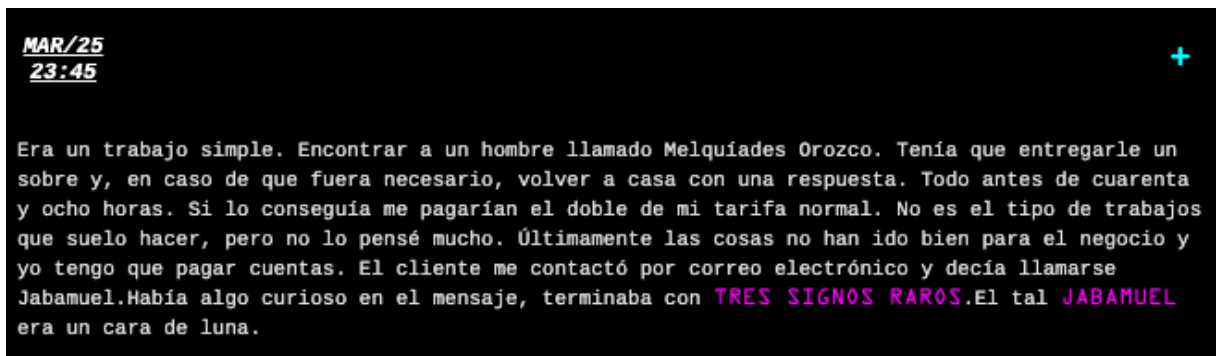 MAR/25
23:45
+
Era un trabajo simple. Encontrar a un hombre llamado Melquíades Orozco. Tenía que entregarle un
sobre y, en caso de que fuera necesario, volver a casa con una respuesta. Todo antes de cuarenta
y ocho horas. Si lo conseguía me pagarían el doble de mi tarifa normal. No es el tipo de trabajos
que suelo hacer, pero no lo pensé mucho. Últimamente las cosas no han ido bien para el negocio y
yo tengo que pagar cuentas. El cliente me contactó por correo electrónico y decía llamarse
Jabamuel.Había algo curioso en el mensaje, terminaba con TRES SIGNOS RAROS.El tal JABAMUEL
era un cara de luna.